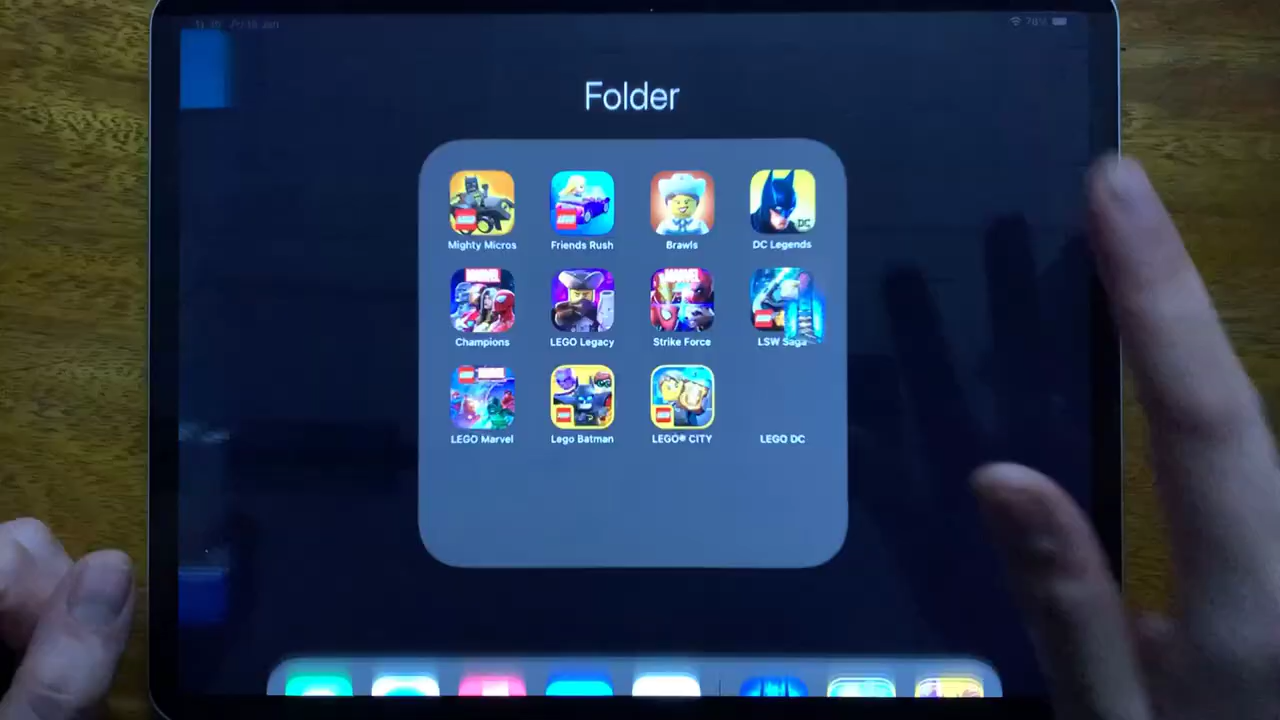 78%
Folder
Mighty Micros
Friends Rush
Brawls
DC Legends
Champions
LEGO Legacy
Strike Force
LSW Saga
LEGO Marvel
Lego Batman
LEGO® CITY
LEGO DC